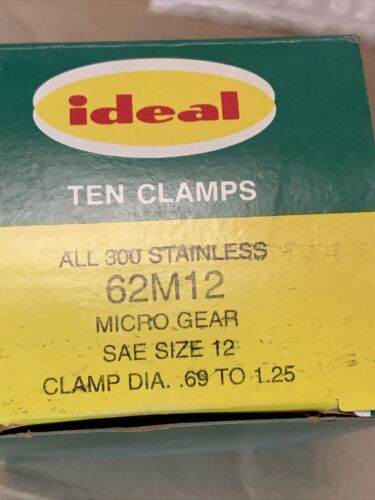 ideal
TEN CLAMPS
ALL 300 STAINLESS
62M12
MICRO GEAR
SAE SIZE 12
CLAMP DIA. .69 TO 1.25